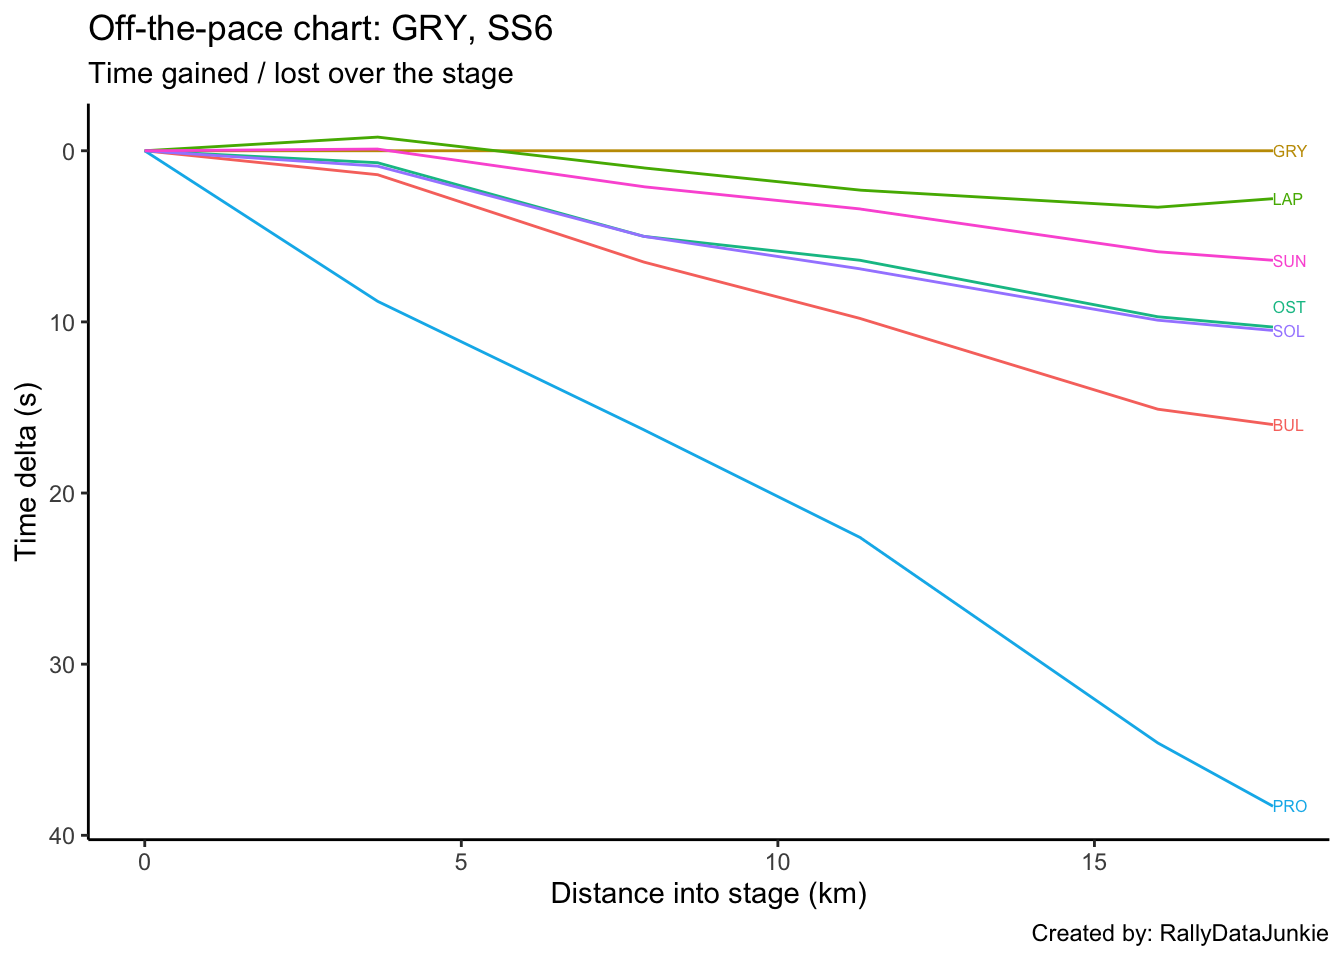 Off-the-pace chart: GRY, SS6
Time gained / lost over the stage
0
10
20
30
40
Time delta (s)
GRY
LAP
SUN
OST
SOL
BUL
PRO
0 5 10 15
Distance into stage (km)
Created by: RallyDataJunkie